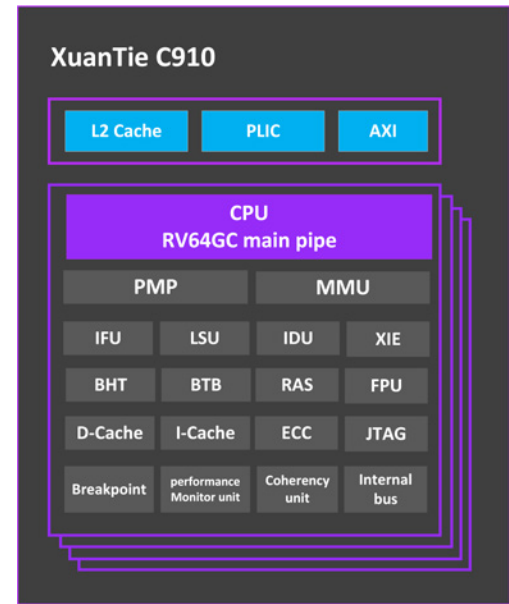 XuanTie C910
L2 Cache
PLIC
AXI
CPU
RV64GC main pipe
PMP
MMU
IFU
LSU
IDU
XIE
BHT
BTB
RAS
FPU
D-Cache
I-Cache
ECC
JTAG
Breakpoint
performance
Monitor unit
Coherency
unit
Internal
bus